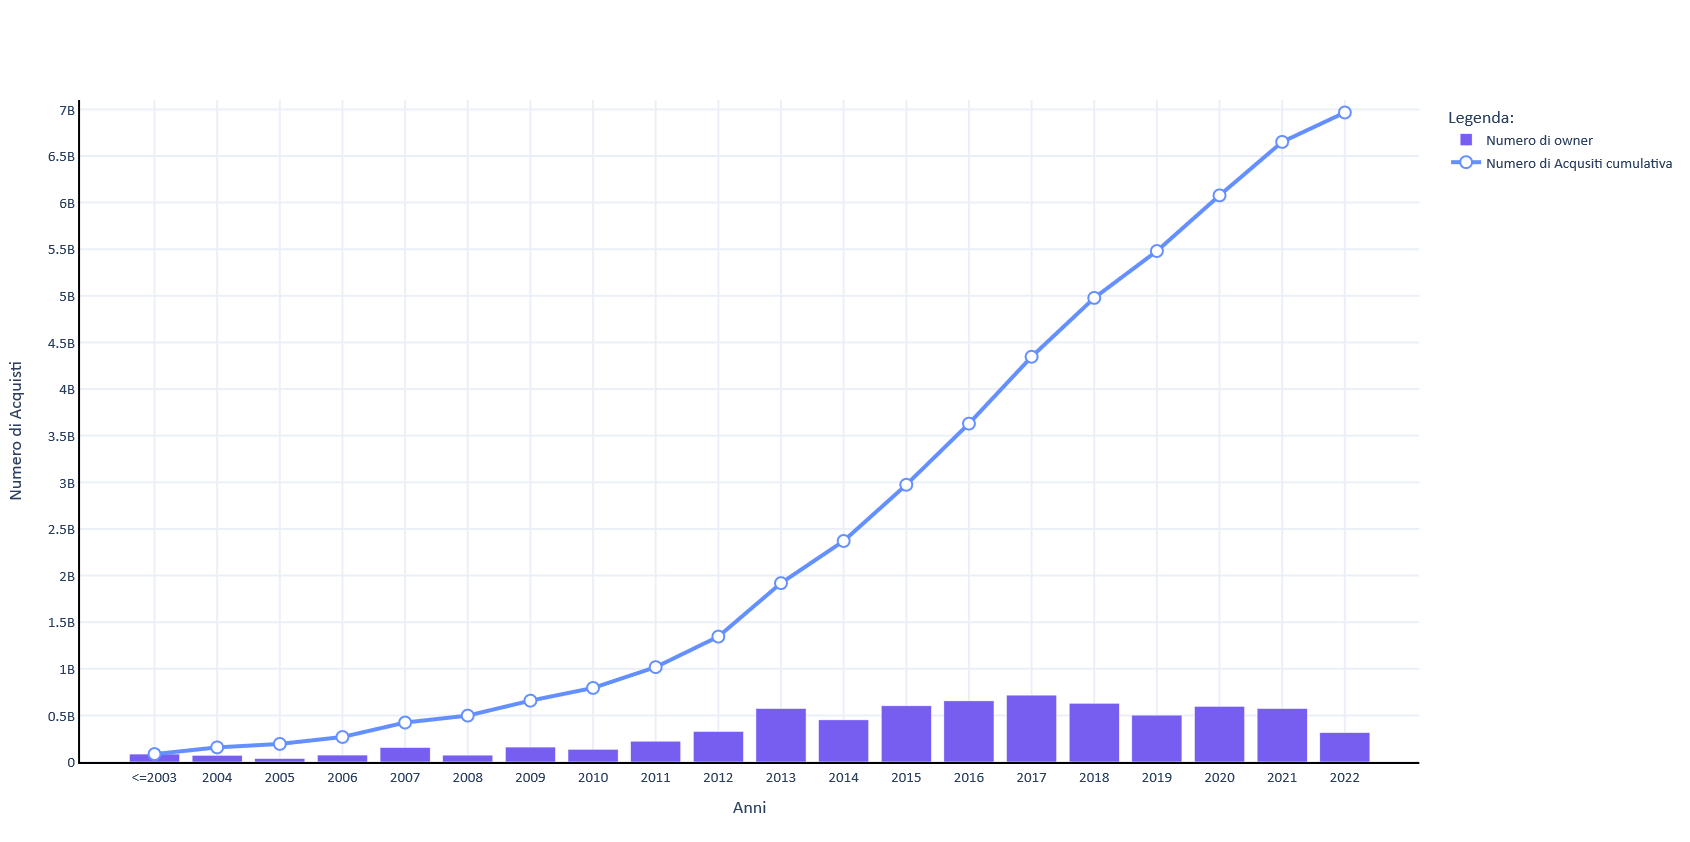 7B
6.5B
6B
5.5B
5B
4.5B
4B
3.5B
3B
2.5B
2B
1.5B
1B
0.5B
0
Numero di Acquisti
<=2003 2004 2005 2006 2007 2008 2009 2010 2011 2012 2013 2014 2015 2016 2017 2018 2019 2020 2021 2022
Anni
Legenda:
Numero di owner
Numero di Acqusiti cumulativa